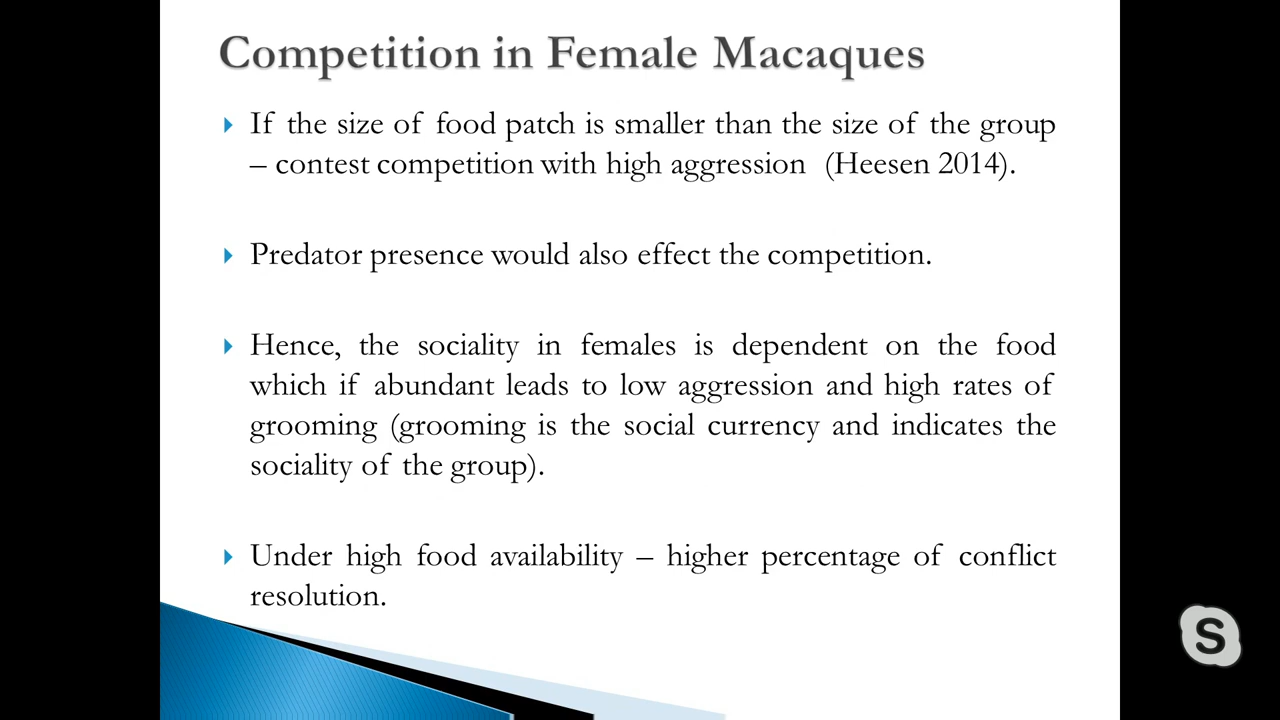 Competition in Female Macaques
If the size of food patch is smaller than the size of the group
– contest competition with high aggression (Heesen 2014).
Predator presence would also effect the competition.
Hence, the sociality in females is dependent on the food
which if abundant leads to low aggression and high rates of
grooming (grooming is the social currency and indicates the
sociality of the group).
Under high food availability – higher percentage of conflict
resolution.
S